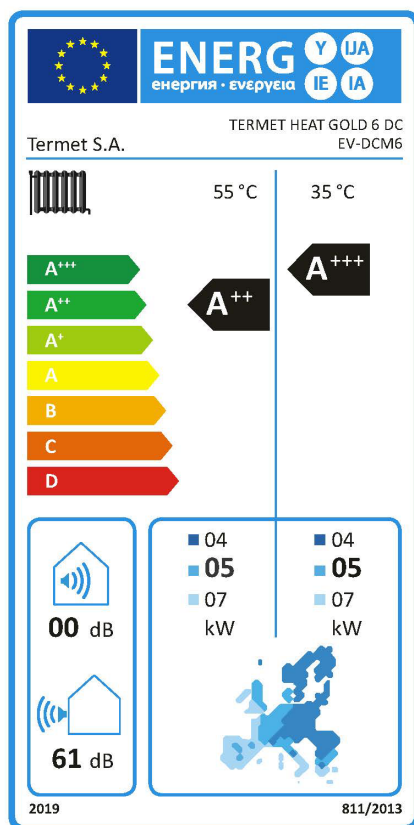 ENERG
енергия · ενεργεια
Y IJA
IE IA
TERMET HEAT GOLD 6 DC
Termet S.A. EV-DCM6
55 °C 35 °C
A+++
A++
A+
A
B
C
D
A++
A+++
00 dB
61 dB
04
05
07
kW
04
05
07
kW
2019 811/2013